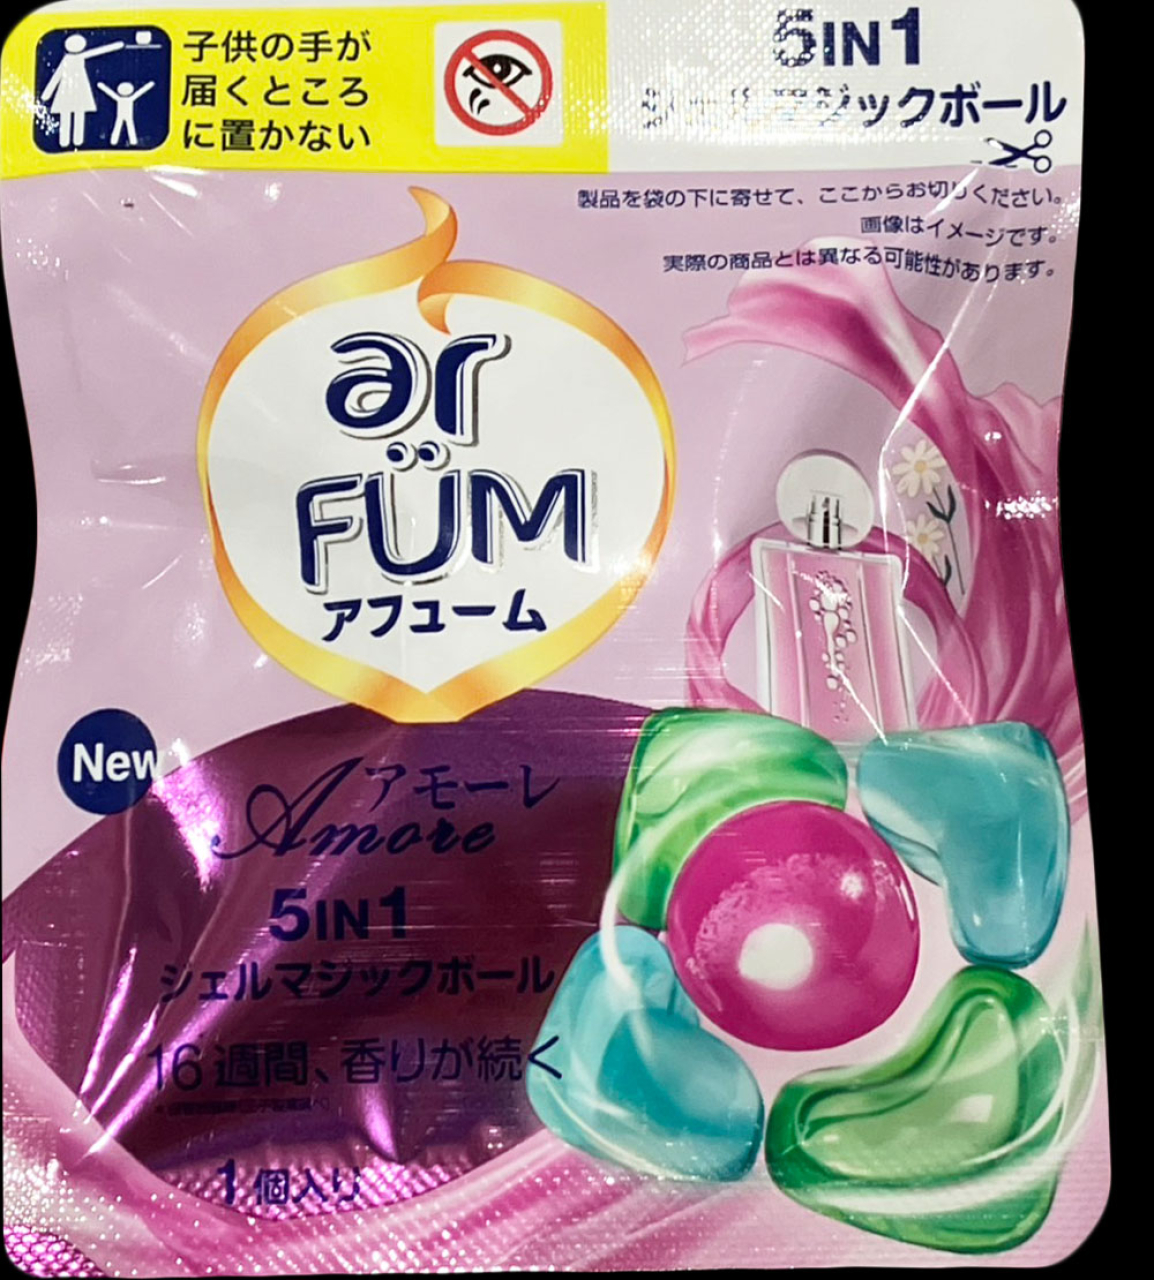 子供の手が
届くところ
に置かない
5IN1
ジェルマジックボール
製品を袋の下に寄せて、ここからお切りください。
画像はイメージです。
実際の商品とは異なる可能性があります。
ar
FÜM
アフューム
New
アモーレ
Amore
5IN1
ジェルマジックボール
16週間、香りが続く
1個入り